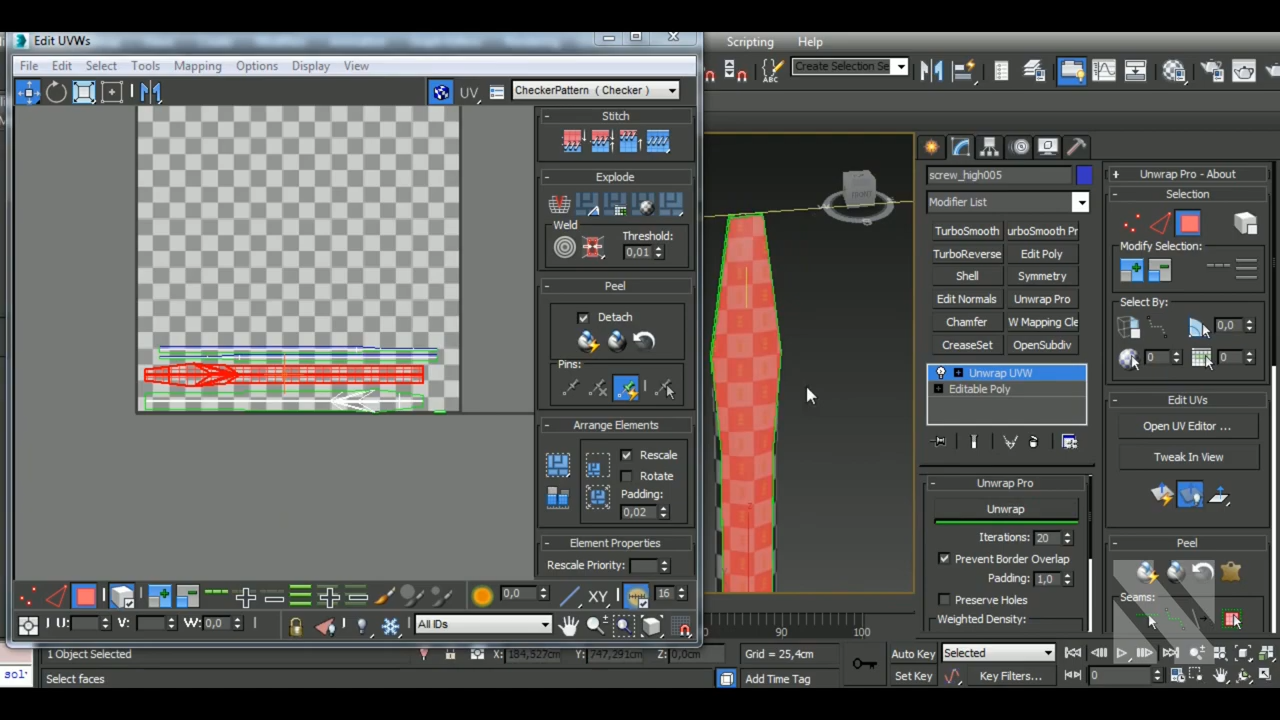 Edit UVWs
Scripting Help
File Edit Select Tools Mapping Options Display View
Create Selection Se
UV
CheckerPattern ( Checker )
Stitch
Explode
Weld
Threshold:
0,01
Peel
Detach
Pins:
Arrange Elements
Rescale
Rotate
Padding:
0,02
Element Properties
Rescale Priority:
0,0
XY
16
U:
V:
W: 0,0
All IDs
screw_high005
Modifier List
TurboSmooth
urboSmooth Pr
TurboReverse
Edit Poly
Shell
Symmetry
Edit Normals
Unwrap Pro
Chamfer
W Mapping Cle
CreaseSet
OpenSubdiv
Unwrap UVW
Editable Poly
Unwrap Pro
Unwrap
Iterations: 20
Prevent Border Overlap
Padding: 1,0
Preserve Holes
Weighted Density:
Unwrap Pro - About
Selection
Modify Selection:
Select By:
0,0
0
0
Edit UVs
Open UV Editor ...
Tweak In View
Peel
Seams:
90
100
1 Object Selected
X: 184,527cm
Y: 747,291cm
Z: 0,0cm
Grid = 25,4cm
Auto Key
Selected
sol
Select faces
Add Time Tag
Set Key
Key Filters...
0